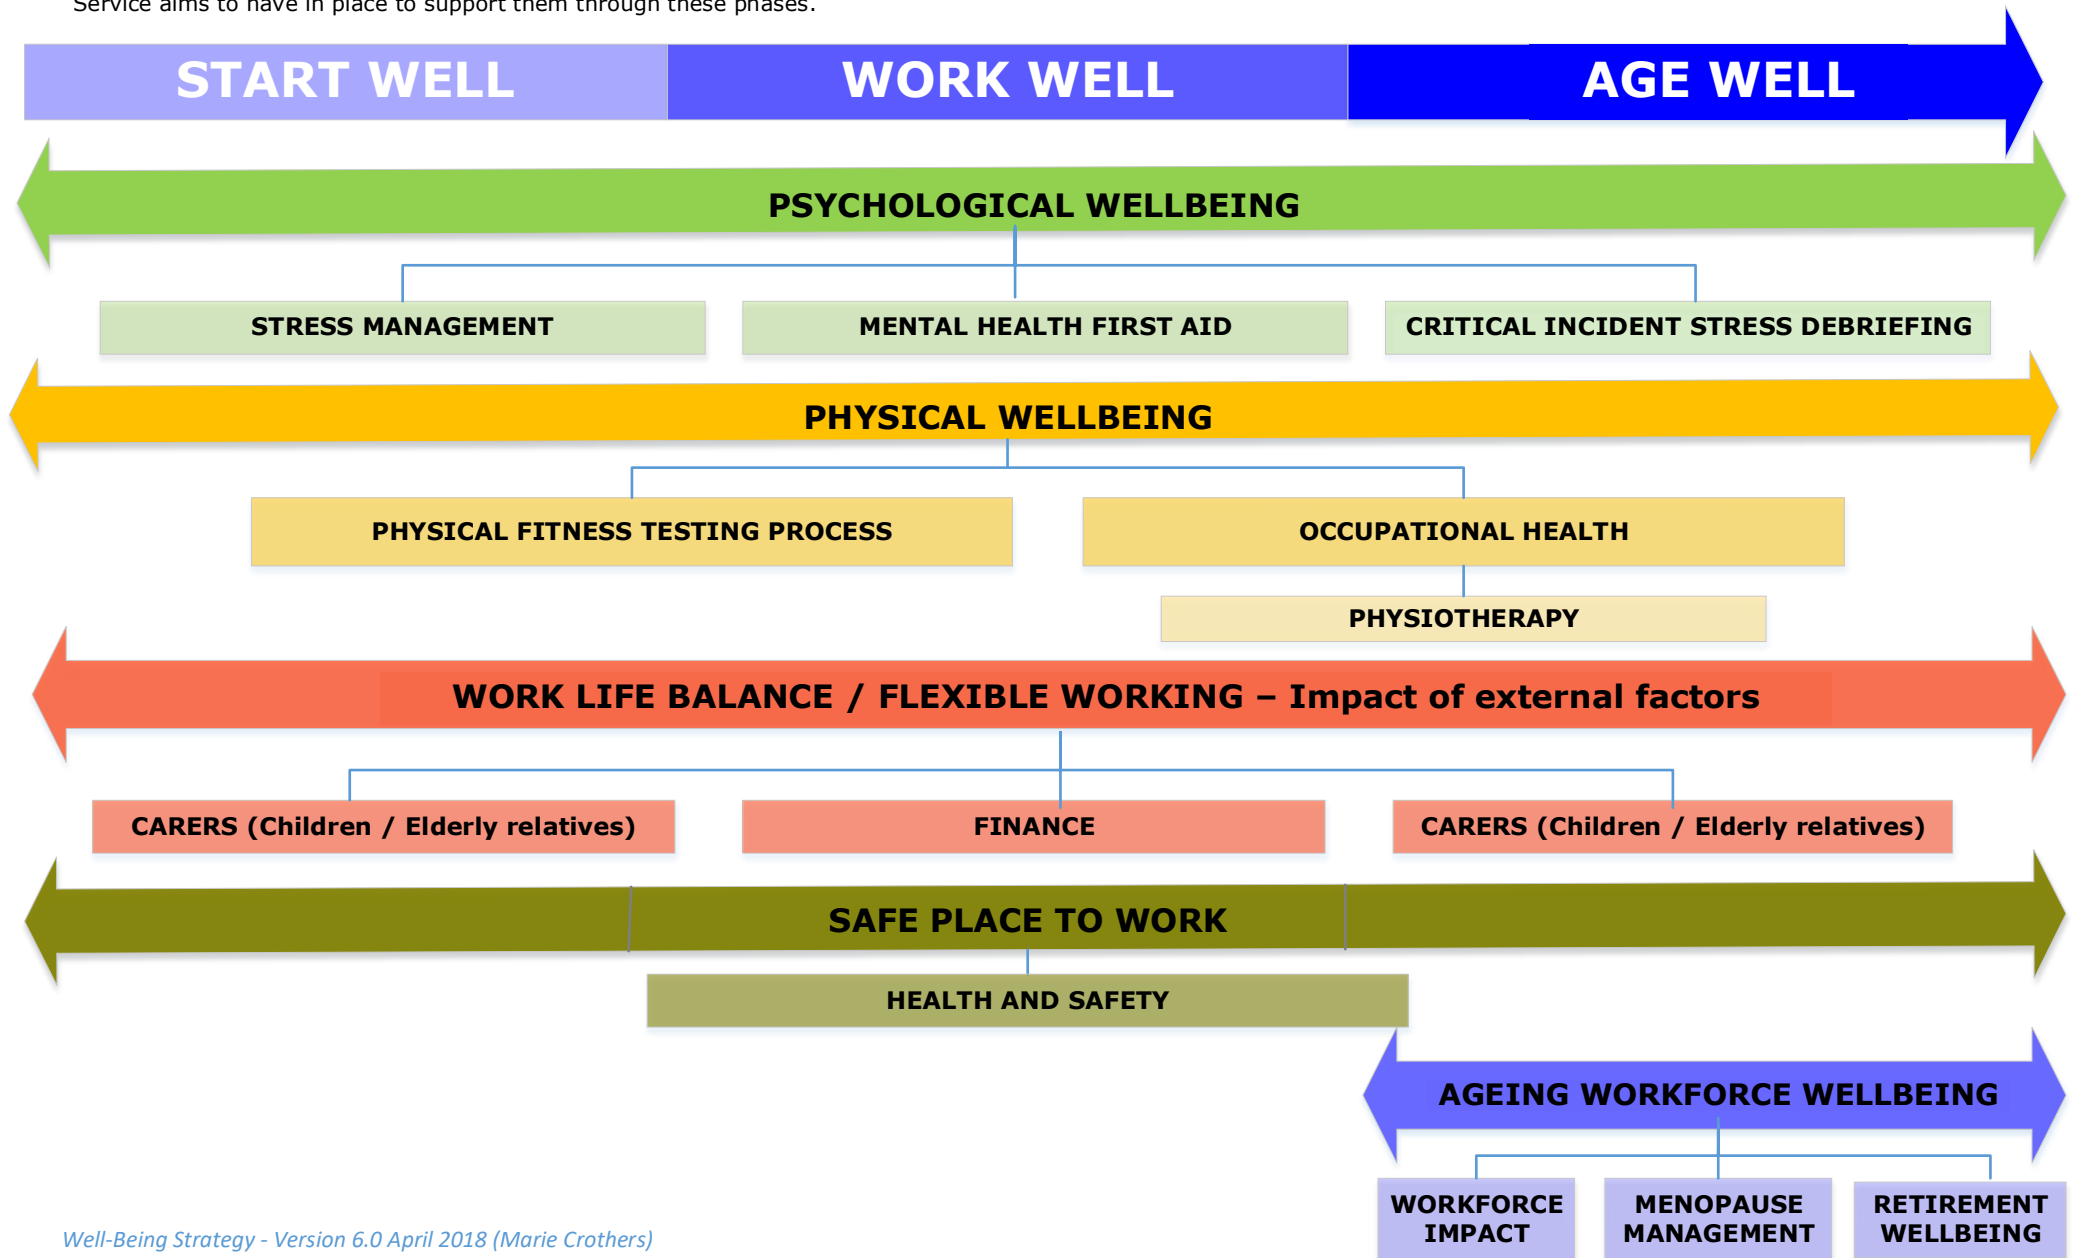 Service aims to have in place to support them through these phases.
START WELL
WORK WELL
AGE WELL
PSYCHOLOGICAL WELLBEING
STRESS MANAGEMENT
MENTAL HEALTH FIRST AID
CRITICAL INCIDENT STRESS DEBRIEFING
PHYSICAL WELLBEING
PHYSICAL FITNESS TESTING PROCESS
OCCUPATIONAL HEALTH
PHYSIOTHERAPY
WORK LIFE BALANCE / FLEXIBLE WORKING – Impact of external factors
CARERS (Children / Elderly relatives)
FINANCE
CARERS (Children / Elderly relatives)
SAFE PLACE TO WORK
HEALTH AND SAFETY
AGEING WORKFORCE WELLBEING
WORKFORCE
IMPACT
MENOPAUSE
MANAGEMENT
RETIREMENT
WELLBEING
Well-Being Strategy - Version 6.0 April 2018 (Marie Crothers)